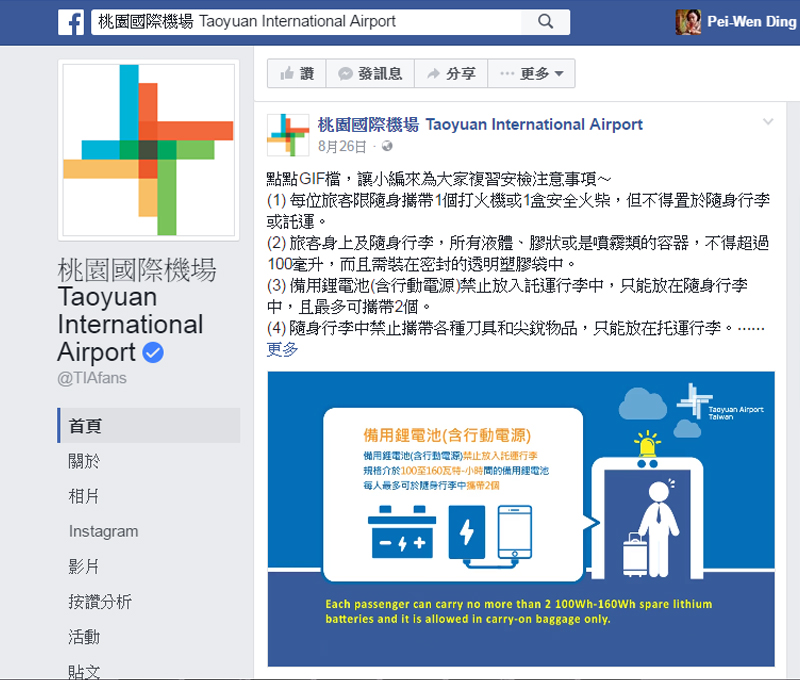 桃園國際機場 Taoyuan International Airport
Pei-Wen Ding
讚
發訊息
分享
更多
桃園國際機場 Taoyuan International Airport
8月26日
點點GIF檔，讓小編來為大家複習安檢注意事項～
(1) 每位旅客限隨身攜帶1個打火機或1盒安全火柴，但不得置於隨身行李
或託運。
(2) 旅客身上及隨身行李，所有液體、膠狀或是噴霧類的容器，不得超過
100毫升，而且需裝在密封的透明塑膠袋中。
(3) 備用鋰電池(含行動電源)禁止放入託運行李中，只能放在隨身行李
中，且最多可攜帶2個。
(4) 隨身行李中禁止攜帶各種刀具和尖銳物品，只能放在托運行李。……
更多
桃園國際機場
Taoyuan
International
Airport
@TIAfans
首頁
關於
相片
Instagram
影片
按讚分析
活動
貼文
Taoyuan Airport
Taiwan
備用鋰電池(含行動電源)
備用鋰電池(含行動電源)禁止放入託運行李
規格介於100至160瓦特-小時間的備用鋰電池
每人最多可於隨身行李中攜帶2個
Each passenger can carry no more than 2 100Wh-160Wh spare lithium
batteries and it is allowed in carry-on baggage only.